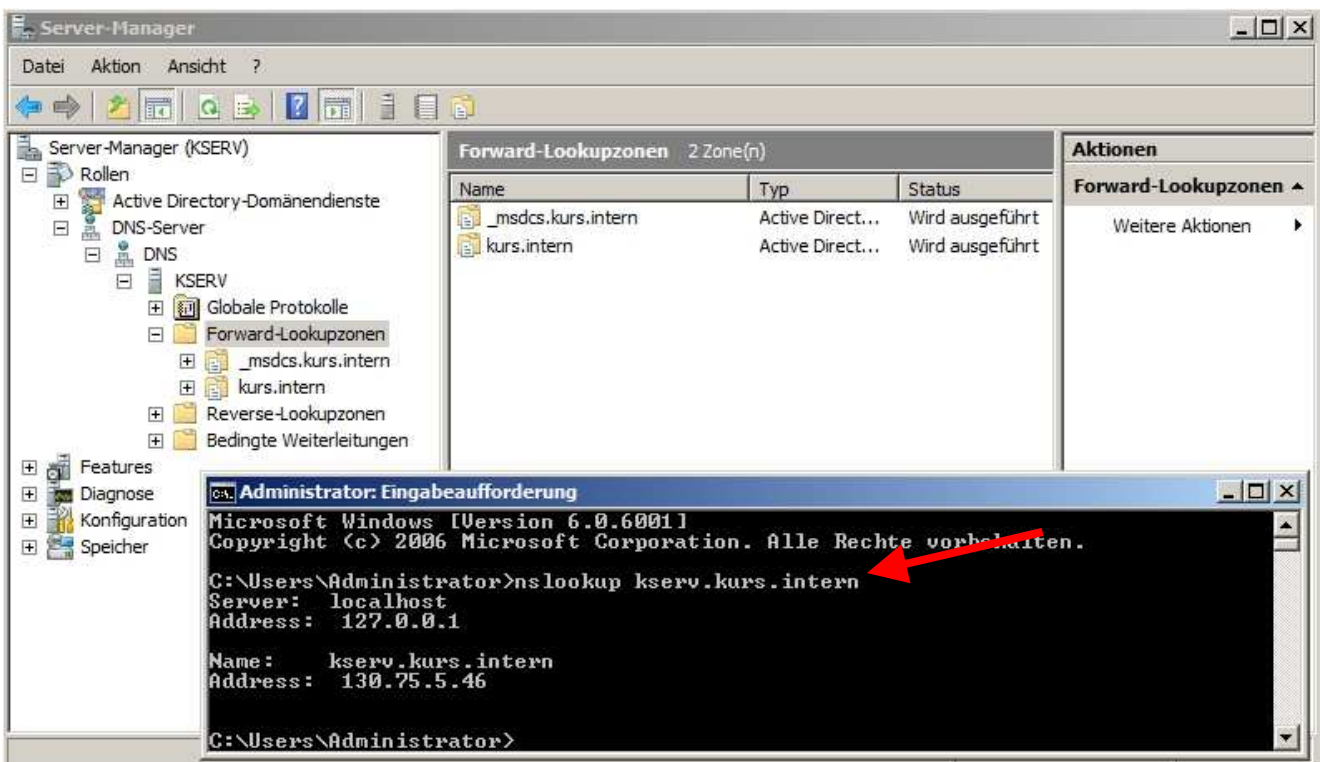 Server-Manager
Datei Aktion Ansicht ?
Server-Manager (KSERV)
Rollen
Active Directory-Domänendienste
DNS-Server
DNS
KSERV
Globale Protokolle
Forward-Lookupzonen
_msdcs.kurs.intern
kurs.intern
Reverse-Lookupzonen
Bedingte Weiterleitungen
Features
Diagnose
Konfiguration
Speicher
Forward-Lookupzonen 2 Zone(n)
Name Typ Status
_msdcs.kurs.intern Active Direct... Wird ausgeführt
kurs.intern Active Direct... Wird ausgeführt
Aktionen
Forward-Lookupzonen
Weitere Aktionen
Administrator: Eingabeaufforderung
Microsoft Windows [Version 6.0.6001]
Copyright (c) 2006 Microsoft Corporation. Alle Rechte vorbehalten.
C:\Users\Administrator>nslookup kserv.kurs.intern
Server: localhost
Address: 127.0.0.1
Name: kserv.kurs.intern
Address: 130.75.5.46
C:\Users\Administrator>